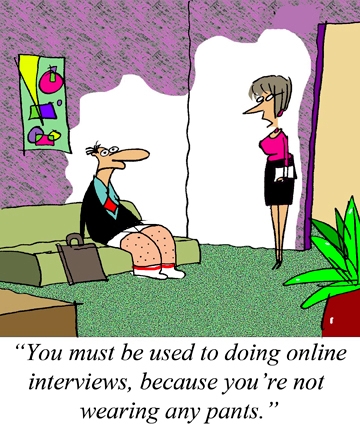 “You must be used to doing online
interviews, because you’re not
wearing any pants.”